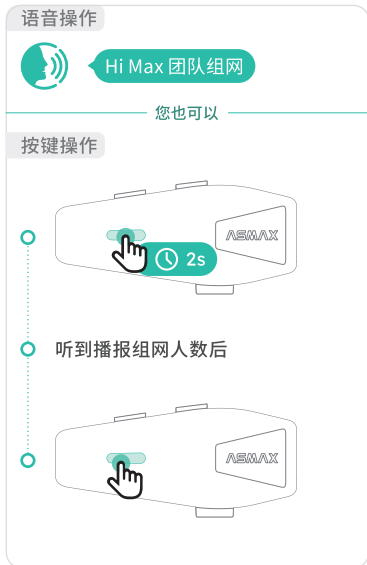 语音操作
Hi Max 团队组网
您也可以
按键操作
ASMAX
2s
听到播报组网人数后
ASMAX